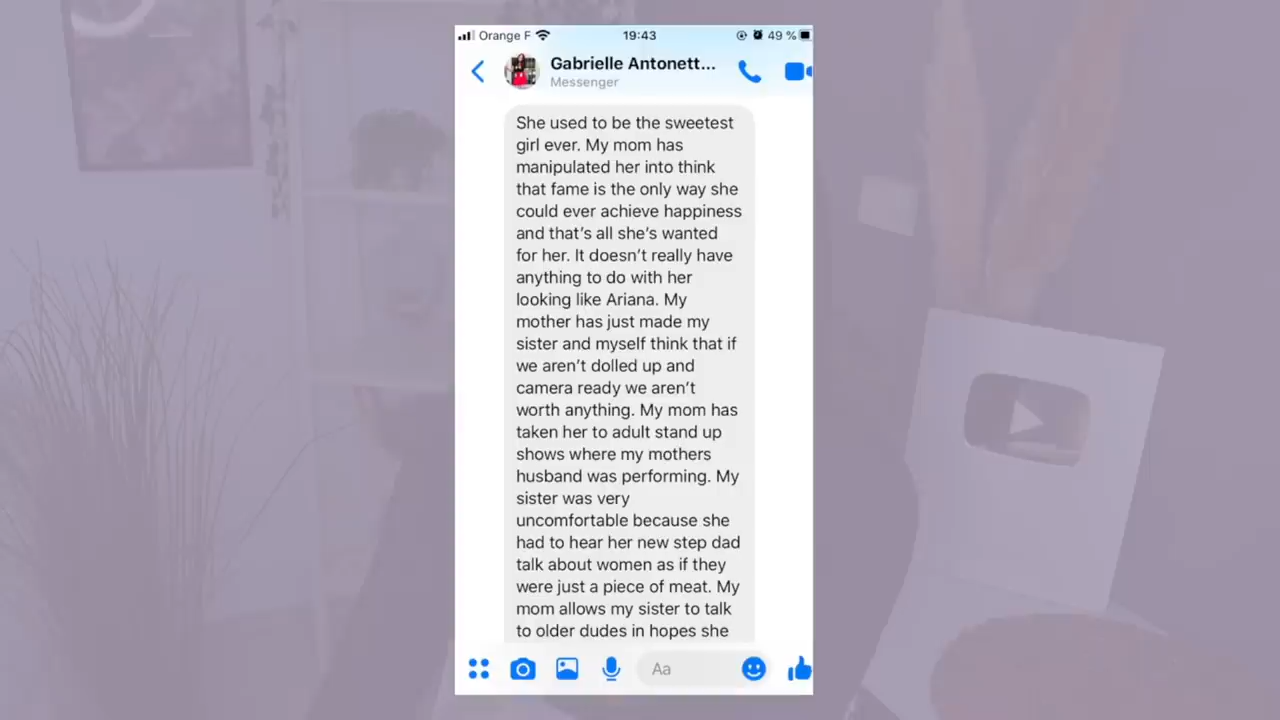 Orange F 19:43 49 %
Gabrielle Antonett...
Messenger
She used to be the sweetest
girl ever. My mom has
manipulated her into think
that fame is the only way she
could ever achieve happiness
and that's all she's wanted
for her. It doesn't really have
anything to do with her
looking like Ariana. My
mother has just made my
sister and myself think that if
we aren't dolled up and
camera ready we aren't
worth anything. My mom has
taken her to adult stand up
shows where my mothers
husband was performing. My
sister was very
uncomfortable because she
had to hear her new step dad
talk about women as if they
were just a piece of meat. My
mom allows my sister to talk
to older dudes in hopes she
Aa